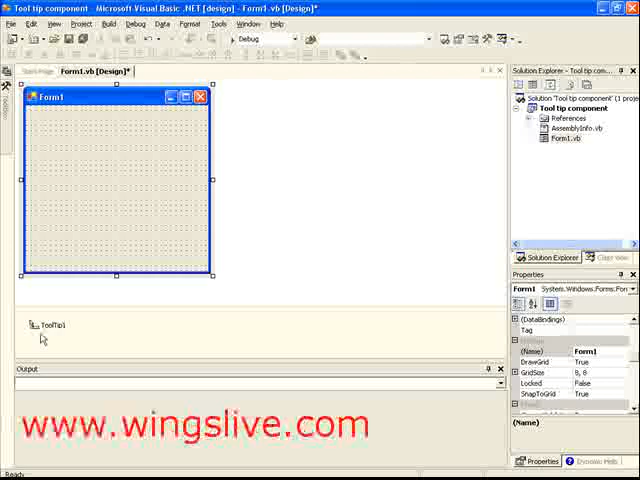 Tool tip component - Microsoft Visual Basic .NET [design] - Form1.vb [Design]*
File Edit View Project Build Debug Data Format Tools Window Help
Debug
Start Page Form1.vb [Design]*
Toolbox
Form1
ToolTip1
Output
www.wingslive.com
Ready
Solution Explorer - Tool tip com...
Solution 'Tool tip component' (1 proje
Tool tip component
References
AssemblyInfo.vb
Form1.vb
Solution Explorer Class View
Properties
Form1 System.Windows.Forms.Form
(DataBindings)
Tag
(Name) Form1
DrawGrid True
GridSize 8, 8
Locked False
SnapToGrid True
(Name)
Properties Dynamic Help